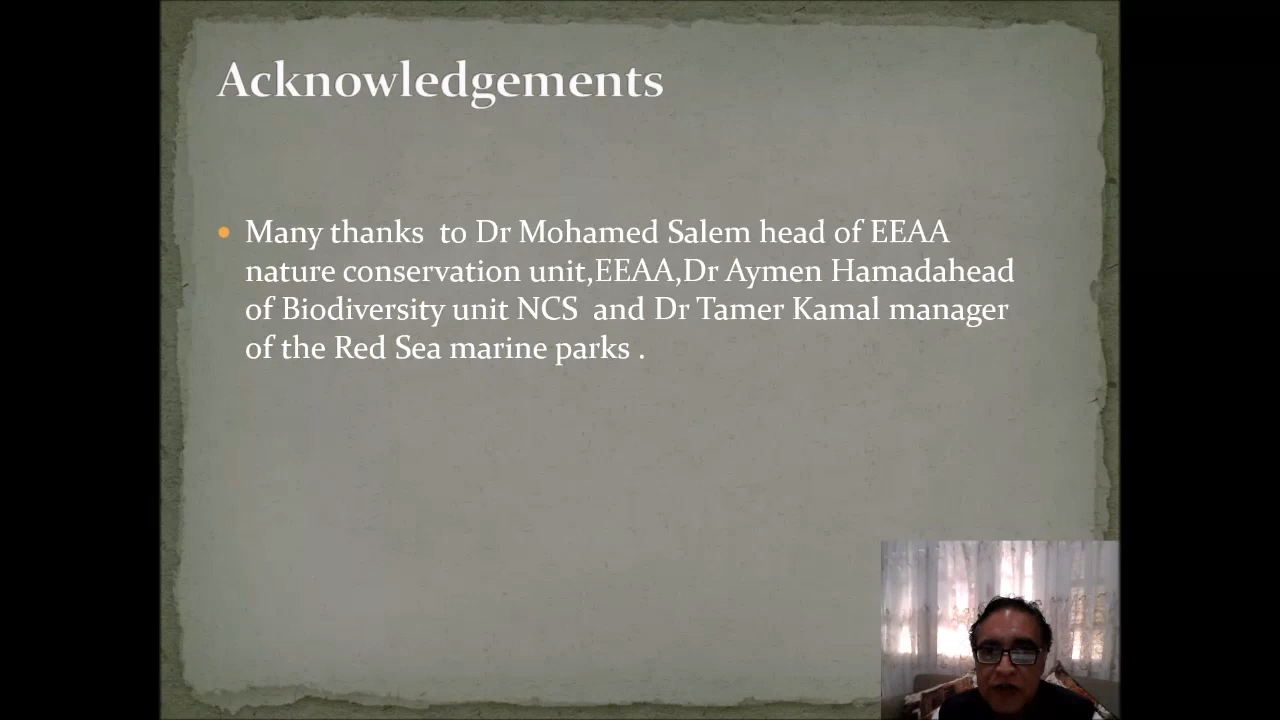 Acknowledgements
• Many thanks  to Dr Mohamed Salem head of EEAA
nature conservation unit,EEAA,Dr Aymen Hamadahead
of Biodiversity unit NCS  and Dr Tamer Kamal manager
of the Red Sea marine parks .